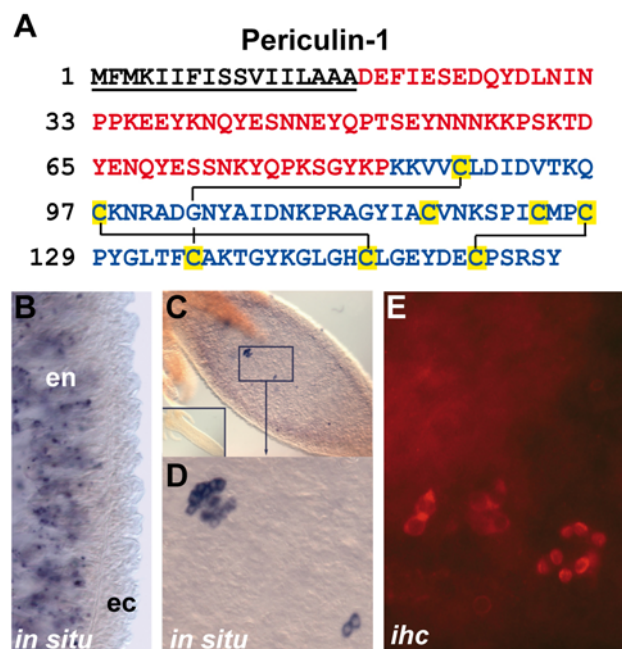 A
Periculin-1
1 MFMKIIFISSVIILAAADEFIESEDQYDLNIN
33 PPKEEYKNQYESNNEYQPTSEYNNNKKPSKTD
65 YENQYESSNKYQPKSGYKPKKVVCLDIDVTKQ
97 CKNRADGNYAIDNKPRAGYIACVNKSPICMPC
129 PYGLTFCAKTGYKGLGHCLGEYDECPSRSY
B
en
ec
in situ
C
D
in situ
E
ihc